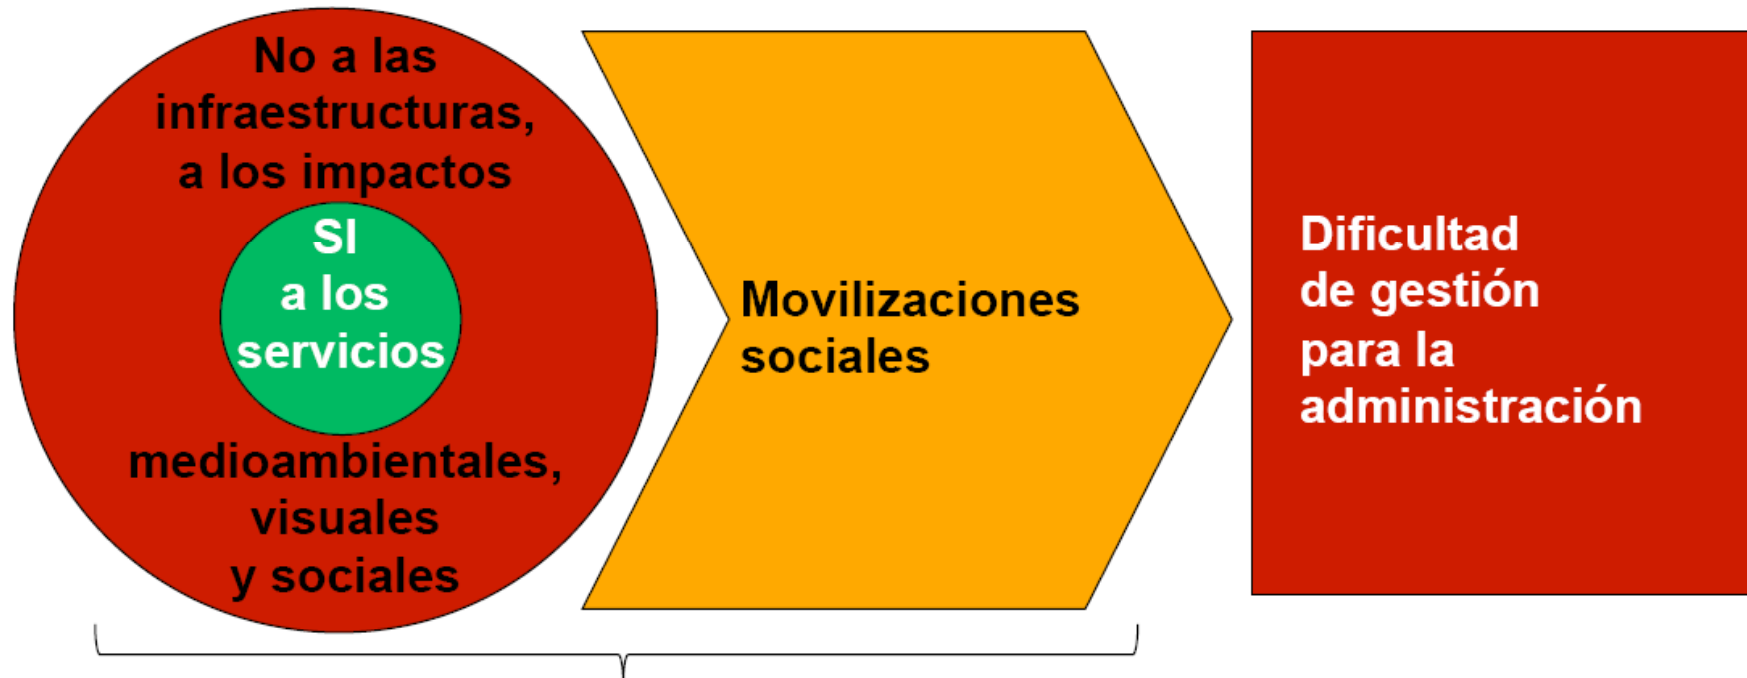 No a las
infraestructuras,
a los impactos
SI
a los
servicios
medioambientales,
visuales
y sociales
Movilizaciones
sociales
Dificultad
de gestión
para la
administración